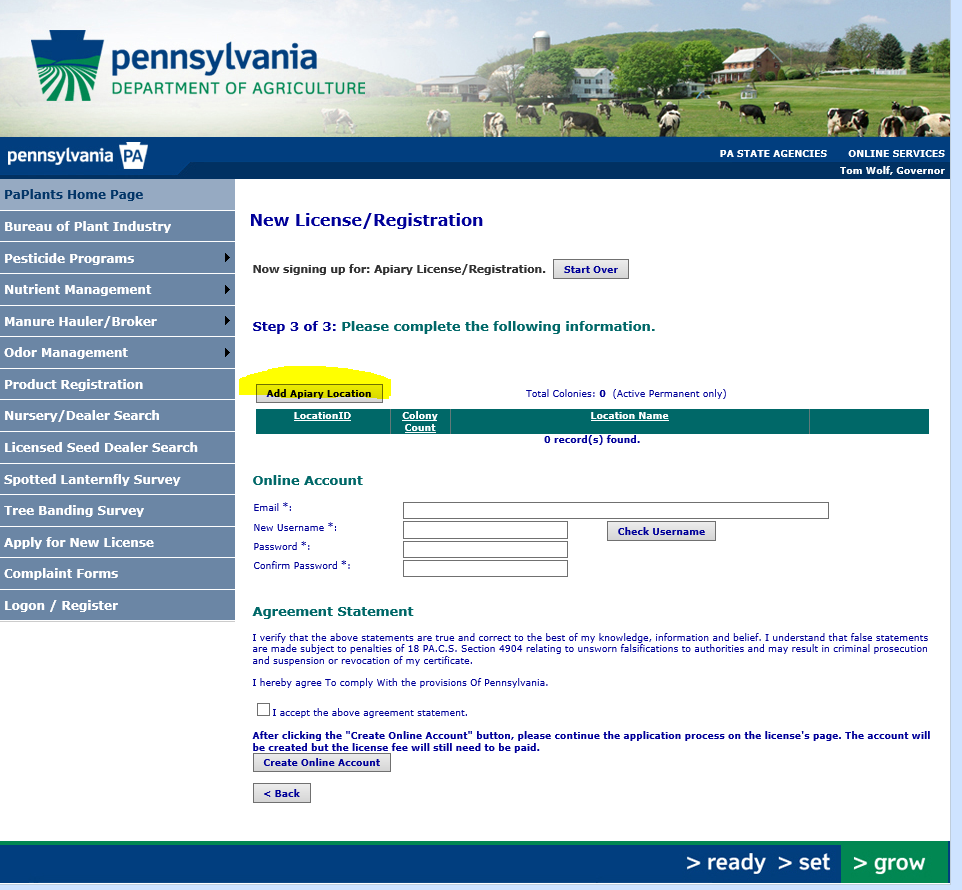 pennsylvania
DEPARTMENT OF AGRICULTURE
pennsylvania PA
PA STATE AGENCIES ONLINE SERVICES
Tom Wolf, Governor
PaPlants Home Page
Bureau of Plant Industry
Pesticide Programs
Nutrient Management
Manure Hauler/Broker
Odor Management
Product Registration
Nursery/Dealer Search
Licensed Seed Dealer Search
Spotted Lanternfly Survey
Tree Banding Survey
Apply for New License
Complaint Forms
Logon / Register
New License/Registration
Now signing up for: Apiary License/Registration. Start Over
Step 3 of 3: Please complete the following information.
Add Apiary Location Total Colonies: 0 (Active Permanent only)
LocationID Colony Count Location Name
0 record(s) found.
Online Account
Email *:
New Username *: Check Username
Password *:
Confirm Password *:
Agreement Statement
I verify that the above statements are true and correct to the best of my knowledge, information and belief. I understand that false statements
are made subject to penalties of 18 PA.C.S. Section 4904 relating to unsworn falsifications to authorities and may result in criminal prosecution
and suspension or revocation of my certificate.
I hereby agree To comply With the provisions Of Pennsylvania.
I accept the above agreement statement.
After clicking the "Create Online Account" button, please continue the application process on the license's page. The account will
be created but the license fee will still need to be paid.
Create Online Account
< Back
> ready > set > grow